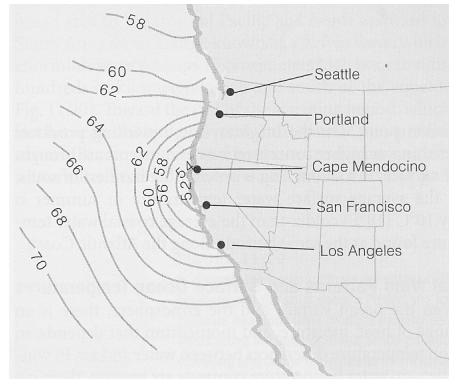 58
60
62
64
66
68
70
62
60
58
56
54
52
Seattle
Portland
Cape Mendocino
San Francisco
Los Angeles